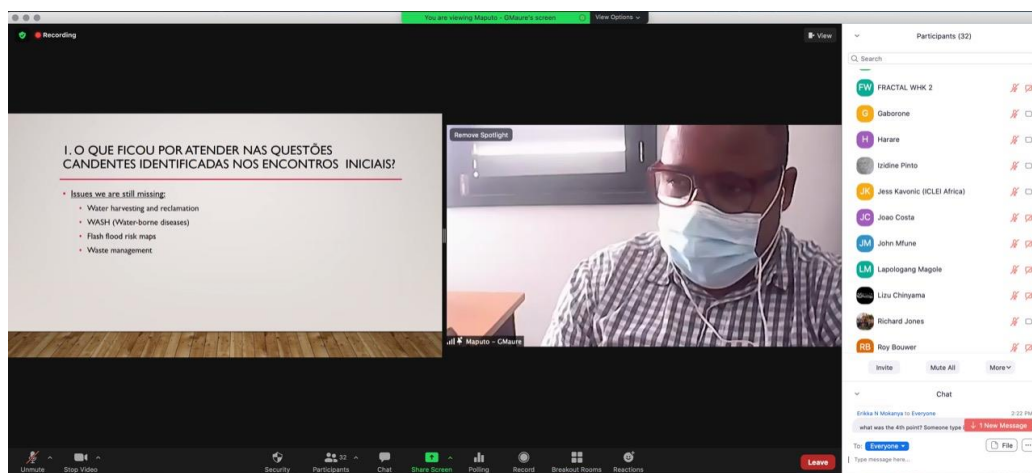 You are viewing Maputo - GMaure's screen
View Options
Recording
View
1. O QUE FICOU POR ATENDER NAS QUESTÕES
CANDENTES IDENTIFICADAS NOS ENCONTROS INICIAIS?
• Issues we are still missing:
• Water harvesting and reclamation
• WASH (Water-borne diseases)
• Flash flood risk maps
• Waste management
Remove Spotlight
Maputo - GMaure
Participants (32)
Search
FW FRACTAL WHK 2
G Gaborone
H Harare
Izidine Pinto
JK Jess Kavonic (ICLEI Africa)
JC Joao Costa
JM John Mfune
LM Lapologang Magole
Lizu Chinyama
Richard Jones
RB Roy Bouwer
Invite Mute All More
Chat
Erikka N Mokanya to Everyone 2:22 PM
what was the 4th point? Someone type
1 New Message
To: Everyone File
Type message here...
Unmute Stop Video Security Participants 32 Chat Share Screen Polling Record Breakout Rooms Reactions Leave